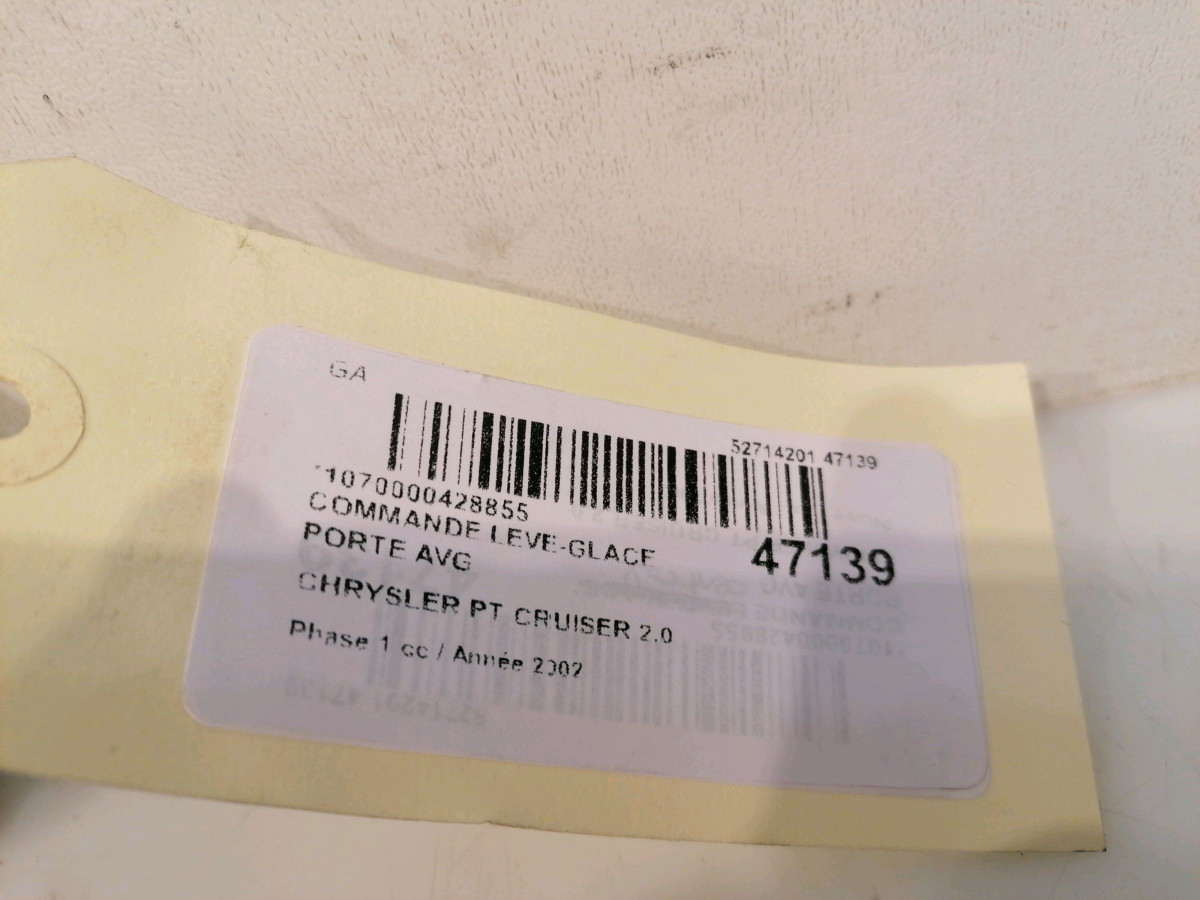 GA
52714201 47139
*1070000428855
COMMANDE LEVE-GLACE
PORTE AVG
47139
CHRYSLER PT CRUISER 2.0
Phase 1 cc / Année 2002